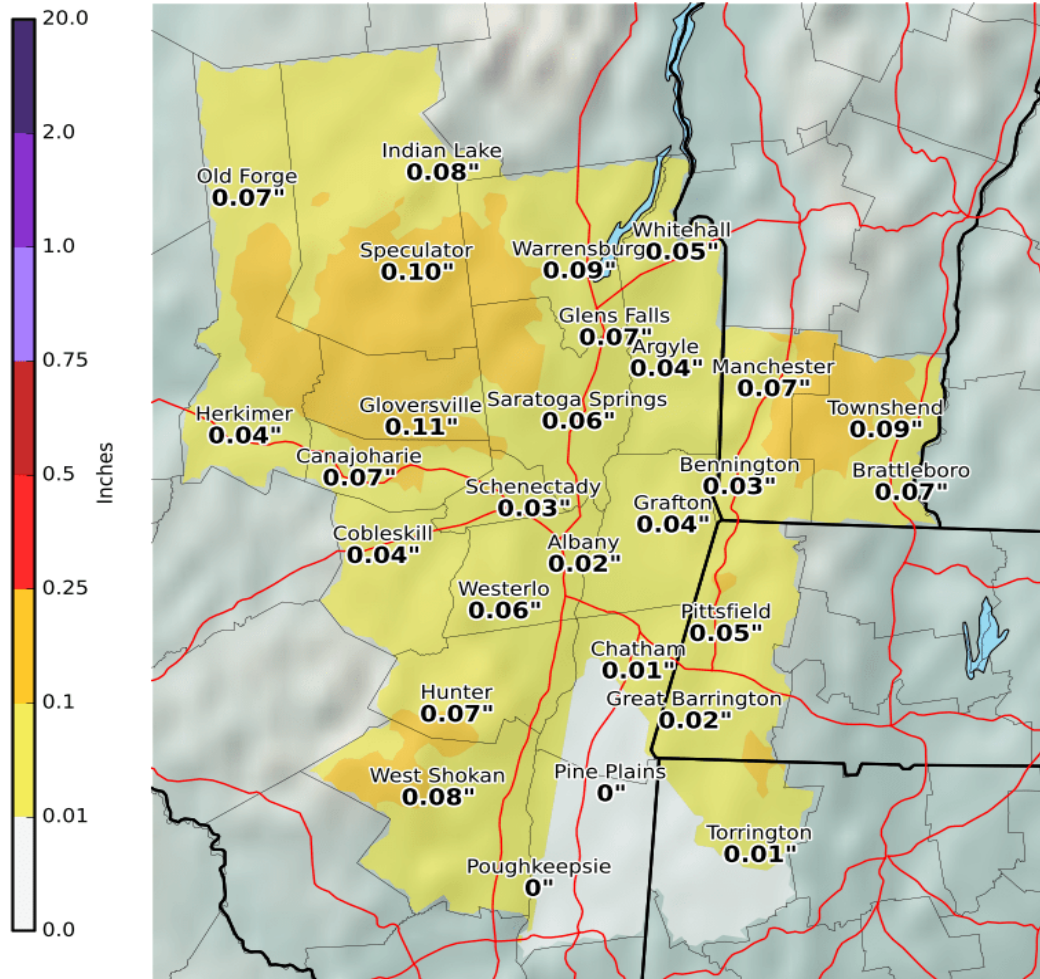 20.0
2.0
1.0
0.75
0.5
0.25
0.1
0.01
0.0
Inches
Indian Lake
0.08"
Old Forge
0.07"
Whitehall
0.05"
Speculator
0.10"
Warrensburg
0.09"
Glens Falls
0.07"
Argyle
0.04"
Manchester
0.07"
Saratoga Springs
0.06"
Gloversville
0.11"
Townshend
0.09"
Herkimer
0.04"
Canajoharie
0.07"
Bennington
0.03"
Brattleboro
0.07"
Schenectady
0.03"
Grafton
0.04"
Cobleskill
0.04"
Albany
0.02"
Westerlo
0.06"
Pittsfield
0.05"
Chatham
0.01"
Hunter
0.07"
Great Barrington
0.02"
Pine Plains
0"
West Shokan
0.08"
Torrington
0.01"
Poughkeepsie
0"